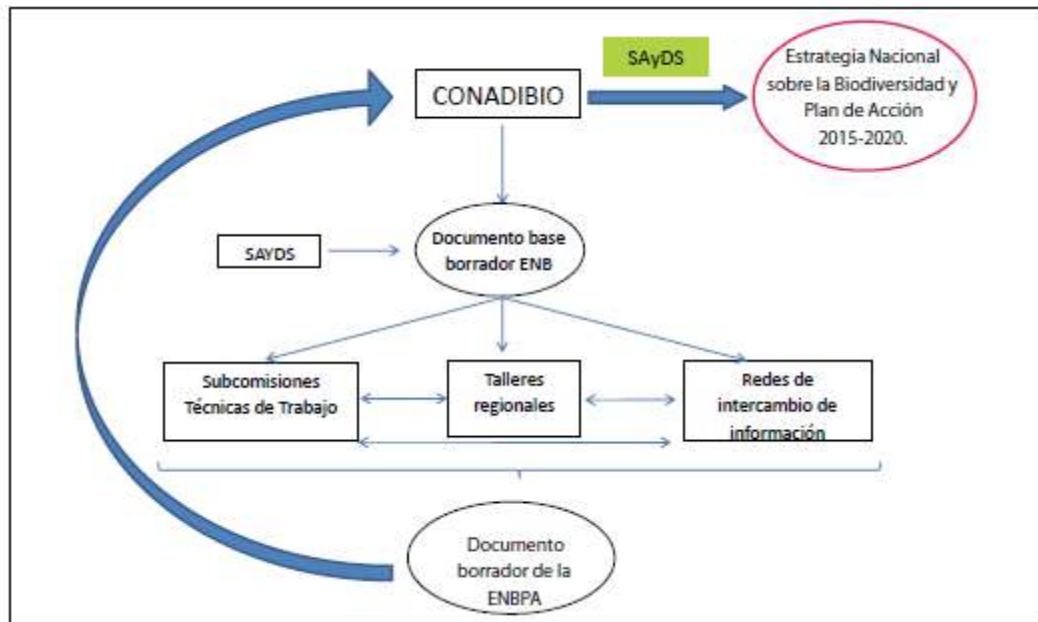 SAyDS
CONADIBIO
Estrategia Nacional
sobre la Biodiversidad y
Plan de Acción
2015-2020.
SAYDS
Documento base
borrador ENB
Subcomisiones
Técnicas de Trabajo
Talleres
regionales
Redes de
intercambio de
información
Documento
borrador de la
ENBPA